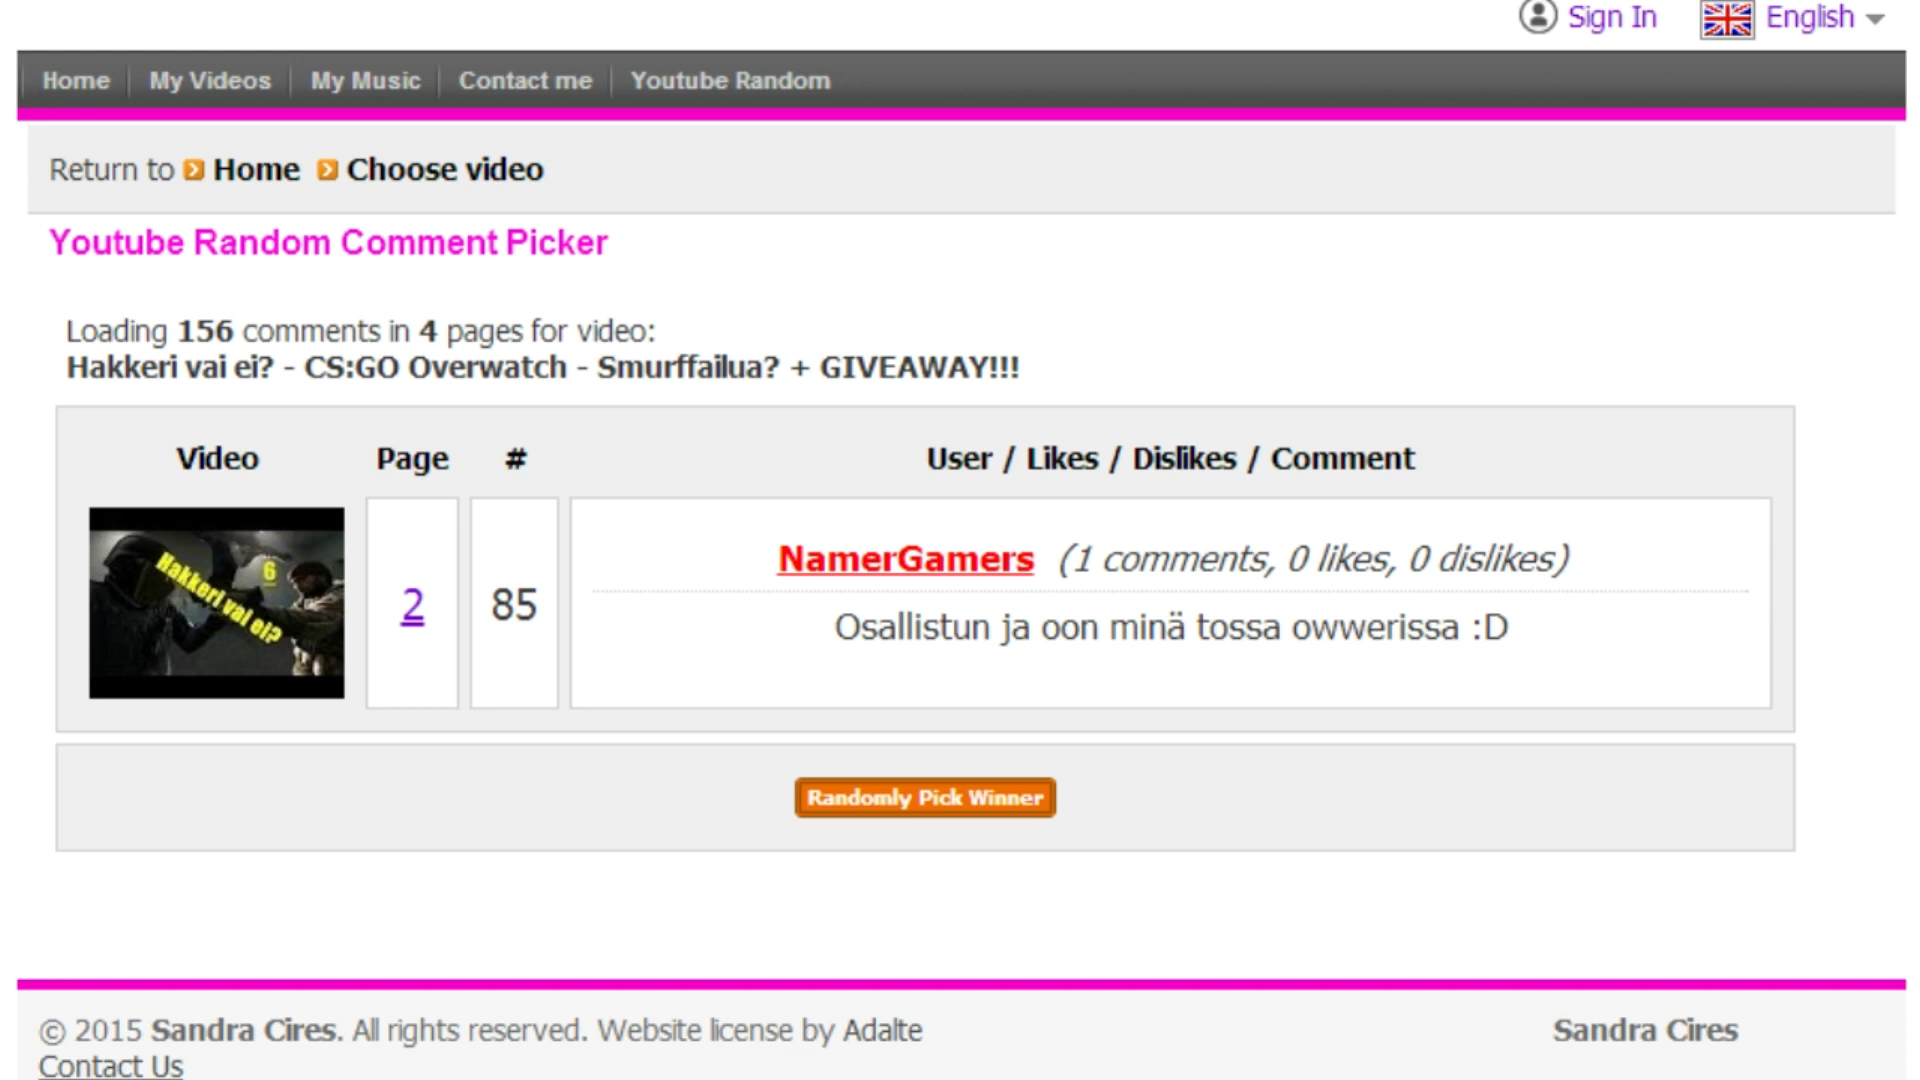 Sign In English
Home My Videos My Music Contact me Youtube Random
Return to Home Choose video
Youtube Random Comment Picker
Loading 156 comments in 4 pages for video:
Hakkeri vai ei? - CS:GO Overwatch - Smurffailua? + GIVEAWAY!!!
Video Page # User / Likes / Dislikes / Comment
Hakkeri vai ei? 6
2
85
NamerGamers (1 comments, 0 likes, 0 dislikes)
Osallistun ja oon minä tossa owwerissa :D
Randomly Pick Winner
© 2015 Sandra Cires. All rights reserved. Website license by Adalte
Sandra Cires
Contact Us